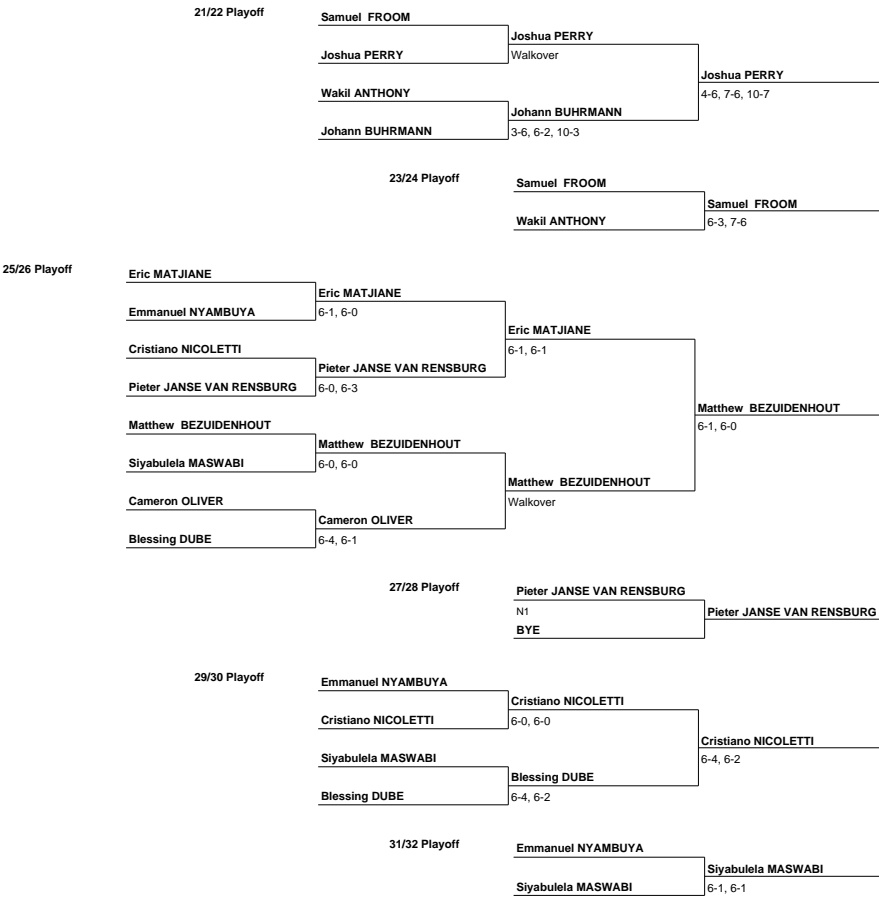 21/22 Playoff
Samuel  FROOM
Joshua PERRY
Joshua PERRY
Walkover
Joshua PERRY
4-6, 7-6, 10-7
Wakil ANTHONY
Johann BUHRMANN
Johann BUHRMANN
3-6, 6-2, 10-3
23/24 Playoff
Samuel  FROOM
Samuel  FROOM
Wakil ANTHONY
6-3, 7-6
25/26 Playoff
Eric MATJIANE
Eric MATJIANE
Emmanuel NYAMBUYA
6-1, 6-0
Eric MATJIANE
Cristiano NICOLETTI
6-1, 6-1
Pieter JANSE VAN RENSBURG
Pieter JANSE VAN RENSBURG
6-0, 6-3
Matthew  BEZUIDENHOUT
Matthew  BEZUIDENHOUT
6-1, 6-0
Matthew  BEZUIDENHOUT
Siyabulela MASWABI
6-0, 6-0
Matthew  BEZUIDENHOUT
Cameron OLIVER
Walkover
Cameron OLIVER
Blessing DUBE
6-4, 6-1
27/28 Playoff
Pieter JANSE VAN RENSBURG
N1
Pieter JANSE VAN RENSBURG
BYE
29/30 Playoff
Emmanuel NYAMBUYA
Cristiano NICOLETTI
Cristiano NICOLETTI
6-0, 6-0
Cristiano NICOLETTI
6-4, 6-2
Siyabulela MASWABI
Blessing DUBE
Blessing DUBE
6-4, 6-2
31/32 Playoff
Emmanuel NYAMBUYA
Siyabulela MASWABI
Siyabulela MASWABI
6-1, 6-1